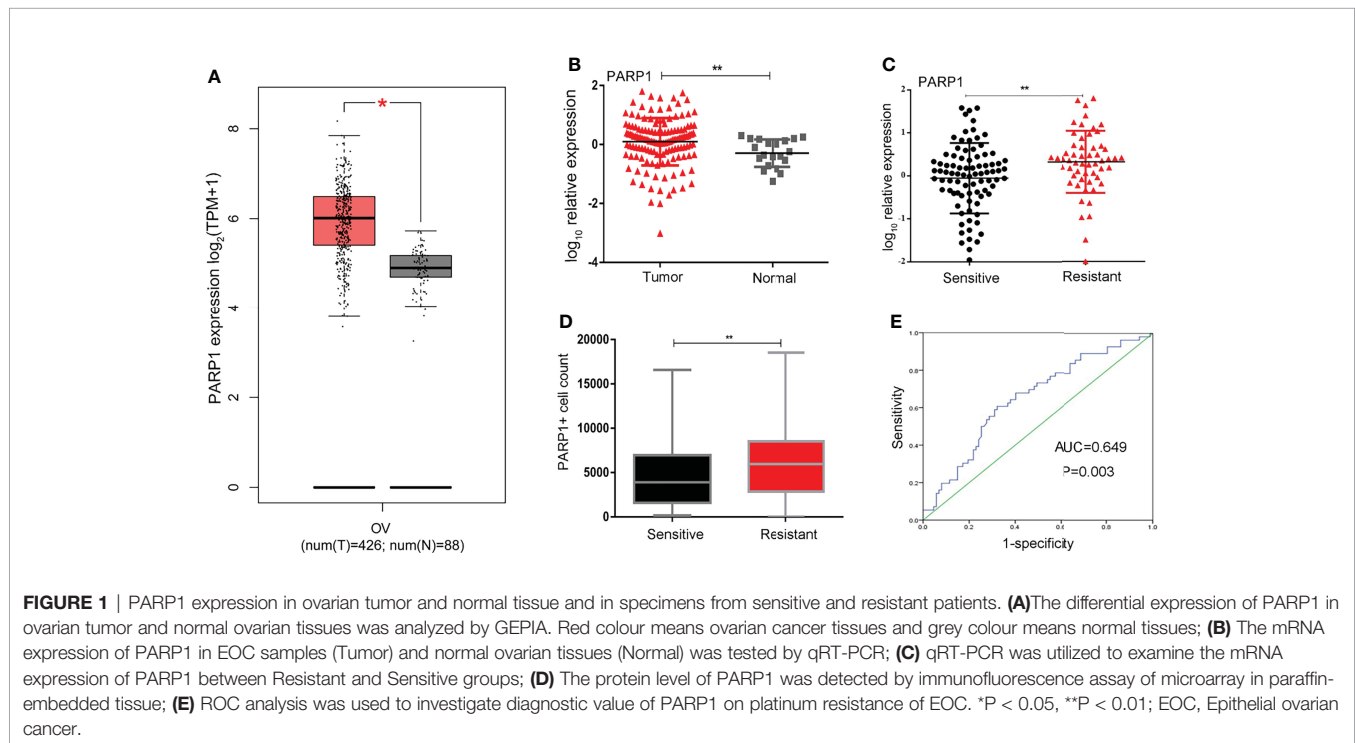 A
*
PARP1 expression log2(TPM+1)
8
6
4
2
0
OV
(num(T)=426; num(N)=88)
B
PARP1
**
log10 relative expression
2
0
-2
-4
Tumor
Normal
C
PARP1
**
log10 relative expression
2
1
0
-1
-2
Sensitive
Resistant
D
**
PARP1+ cell count
20000
15000
10000
5000
0
Sensitive
Resistant
E
Sensitivity
1.0
0.8
0.6
0.4
0.2
0.0
AUC=0.649
P=0.003
0.0 0.2 0.4 0.6 0.8 1.0
1-specificity
FIGURE 1 | PARP1 expression in ovarian tumor and normal tissue and in specimens from sensitive and resistant patients. (A)The differential expression of PARP1 in
ovarian tumor and normal ovarian tissues was analyzed by GEPIA. Red colour means ovarian cancer tissues and grey colour means normal tissues; (B) The mRNA
expression of PARP1 in EOC samples (Tumor) and normal ovarian tissues (Normal) was tested by qRT-PCR; (C) qRT-PCR was utilized to examine the mRNA
expression of PARP1 between Resistant and Sensitive groups; (D) The protein level of PARP1 was detected by immunofluorescence assay of microarray in paraffin-
embedded tissue; (E) ROC analysis was used to investigate diagnostic value of PARP1 on platinum resistance of EOC. *P < 0.05, **P < 0.01; EOC, Epithelial ovarian
cancer.